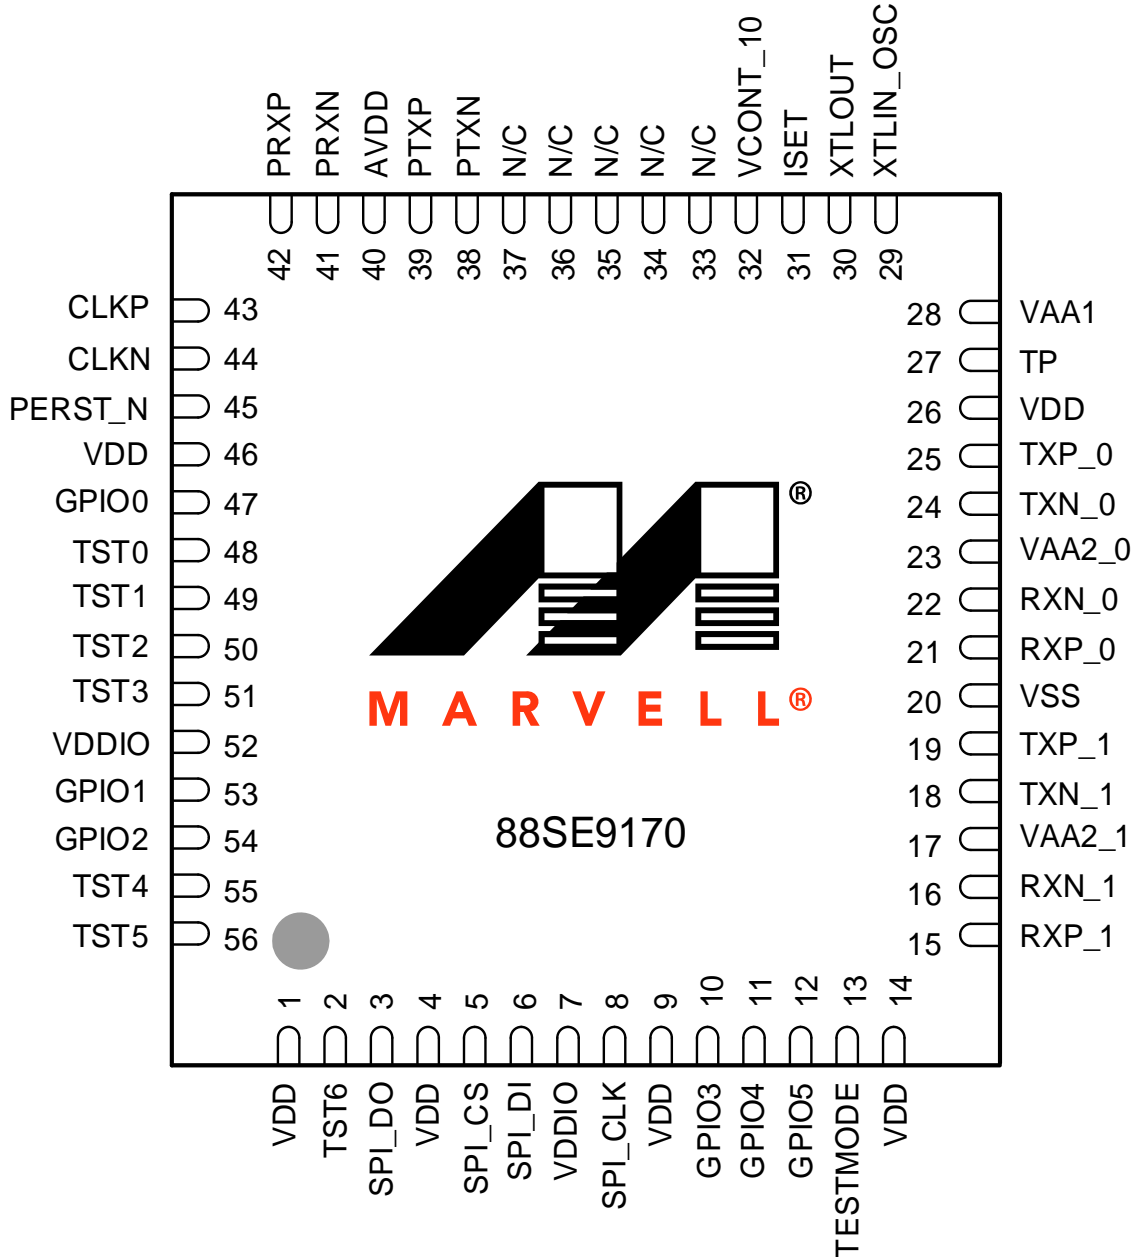 PRXP PRXN AVDD PTXP PTXN N/C N/C N/C N/C N/C VCONT_10 ISET XTLOUT XTLIN_OSC
42 41 40 39 38 37 36 35 34 33 32 31 30 29
CLKP 43
28 VAA1
CLKN 44
27 TP
PERST_N 45
26 VDD
VDD 46
25 TXP_0
GPIO0 47
24 TXN_0
TST0 48
23 VAA2_0
TST1 49
22 RXN_0
TST2 50
21 RXP_0
TST3 51
20 VSS
VDDIO 52
19 TXP_1
GPIO1 53
18 TXN_1
GPIO2 54
17 VAA2_1
TST4 55
16 RXN_1
TST5 56
15 RXP_1
®
MARVELL®
88SE9170
1 2 3 4 5 6 7 8 9 10 11 12 13 14
VDD TST6 SPI_DO VDD SPI_CS SPI_DI VDDIO SPI_CLK VDD GPIO3 GPIO4 GPIO5 TESTMODE VDD